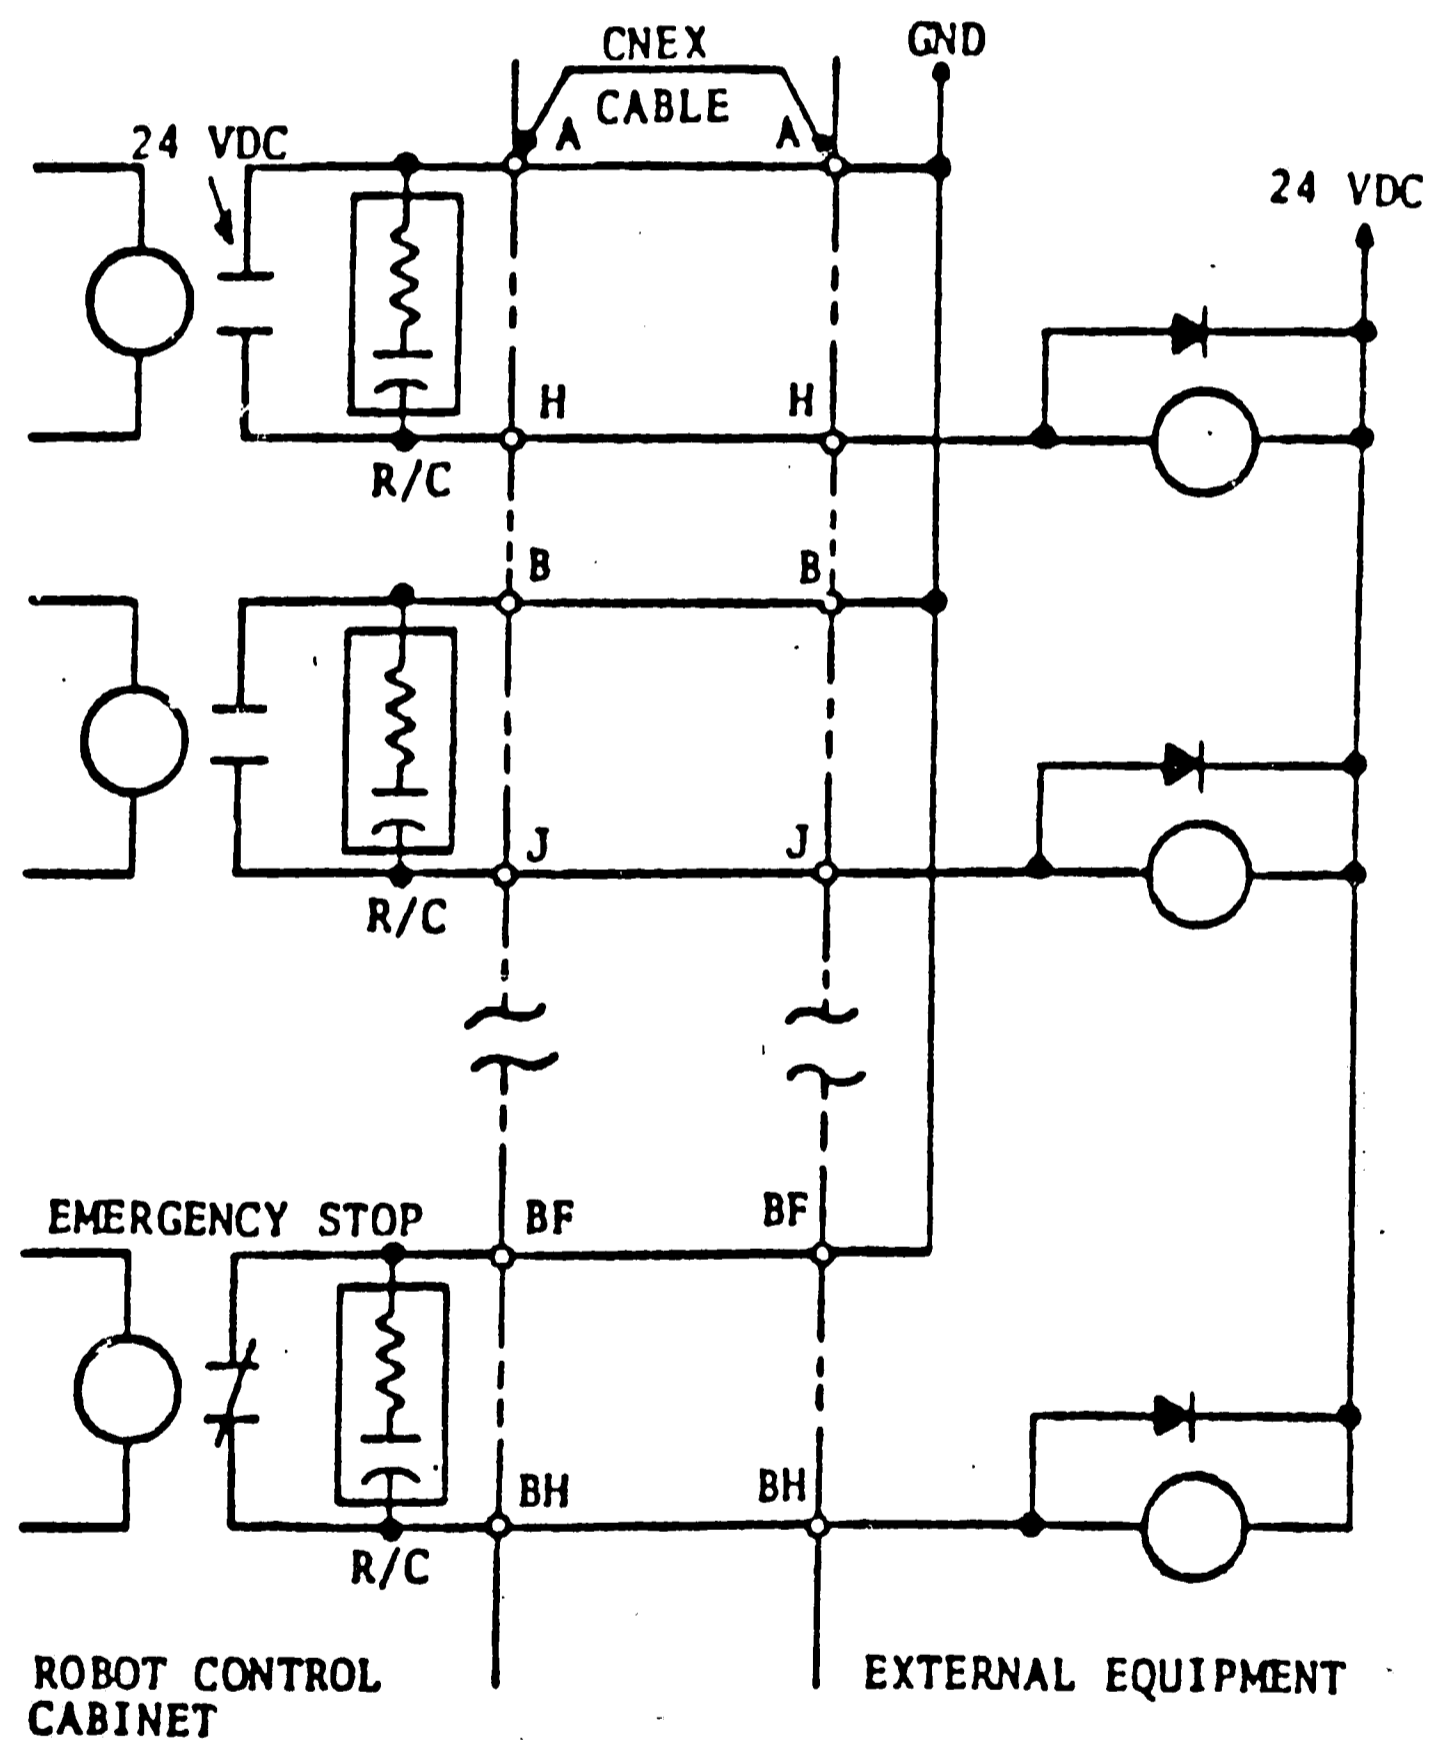 CNEX
GND
CABLE
A
A
24 VDC
24 VDC
H
H
R/C
B
B
J
J
R/C
EMERGENCY STOP
BF
BF
BH
BH
R/C
ROBOT CONTROL
CABINET
EXTERNAL EQUIPMENT